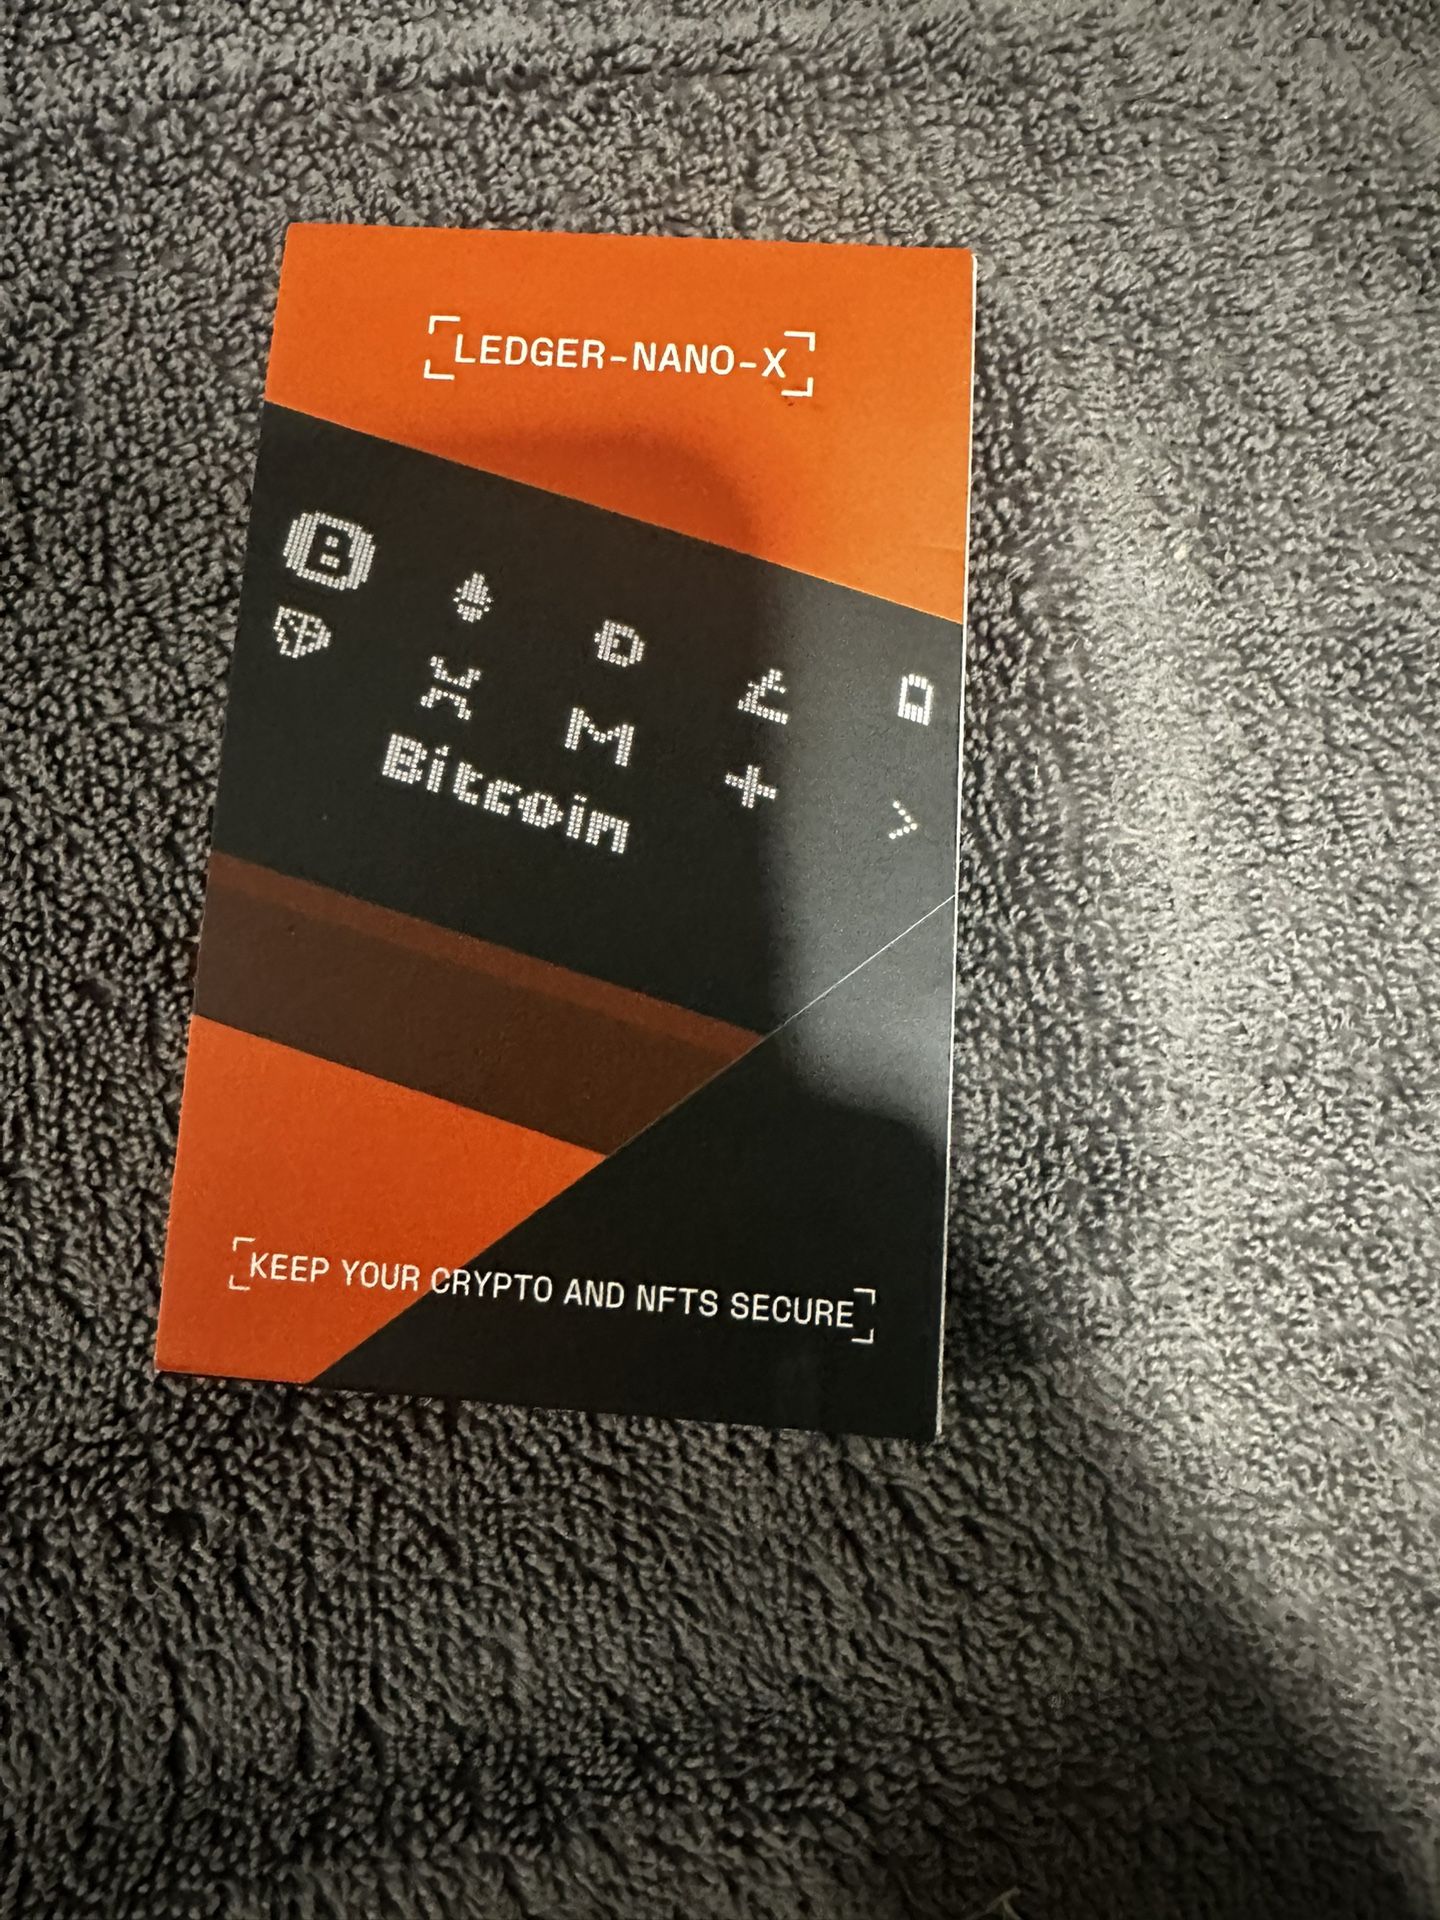 LEDGER-NANO-X
Bitcoin
KEEP YOUR CRYPTO AND NFTS SECURE